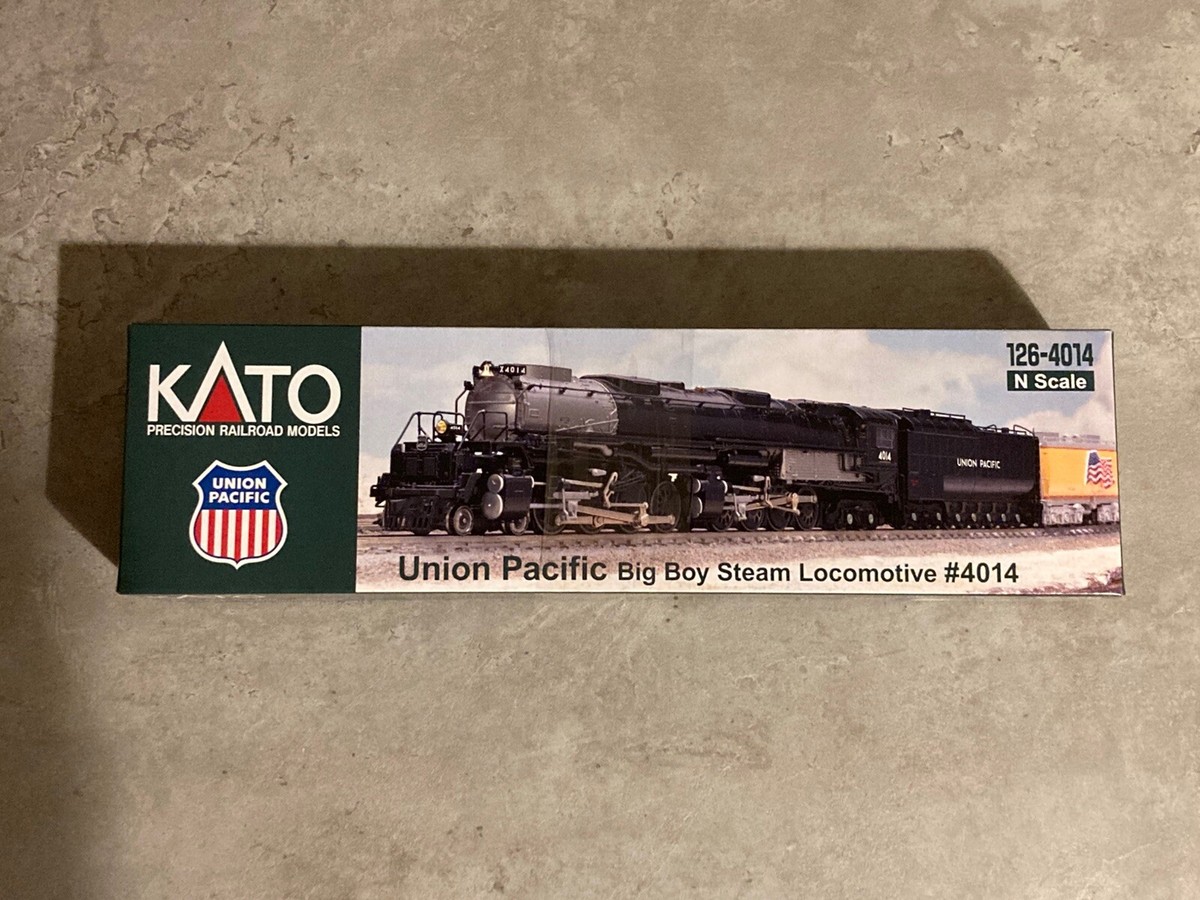 KATO
PRECISION RAILROAD MODELS
UNION
PACIFIC
126-4014
N Scale
X4014
4014
4014
UNION PACIFIC
Union Pacific Big Boy Steam Locomotive #4014